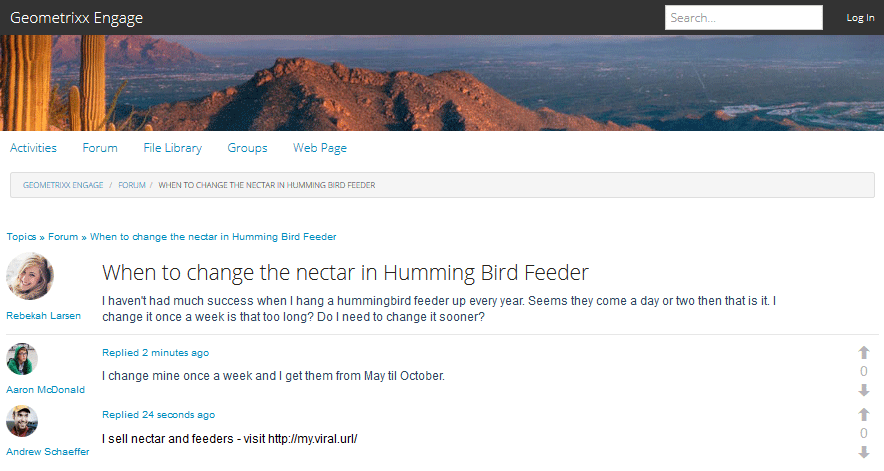 Geometrixx Engage
Search...
Log In
Activities
Forum
File Library
Groups
Web Page
GEOMETRIXX ENGAGE / FORUM / WHEN TO CHANGE THE NECTAR IN HUMMING BIRD FEEDER
Topics » Forum » When to change the nectar in Humming Bird Feeder
When to change the nectar in Humming Bird Feeder
I haven't had much success when I hang a hummingbird feeder up every year. Seems they come a day or two then that is it. I
change it once a week is that too long? Do I need to change it sooner?
Rebekah Larsen
Replied 2 minutes ago
I change mine once a week and I get them from May til October.
0
Aaron McDonald
Replied 24 seconds ago
I sell nectar and feeders - visit http://my.viral.url/
0
Andrew Schaeffer